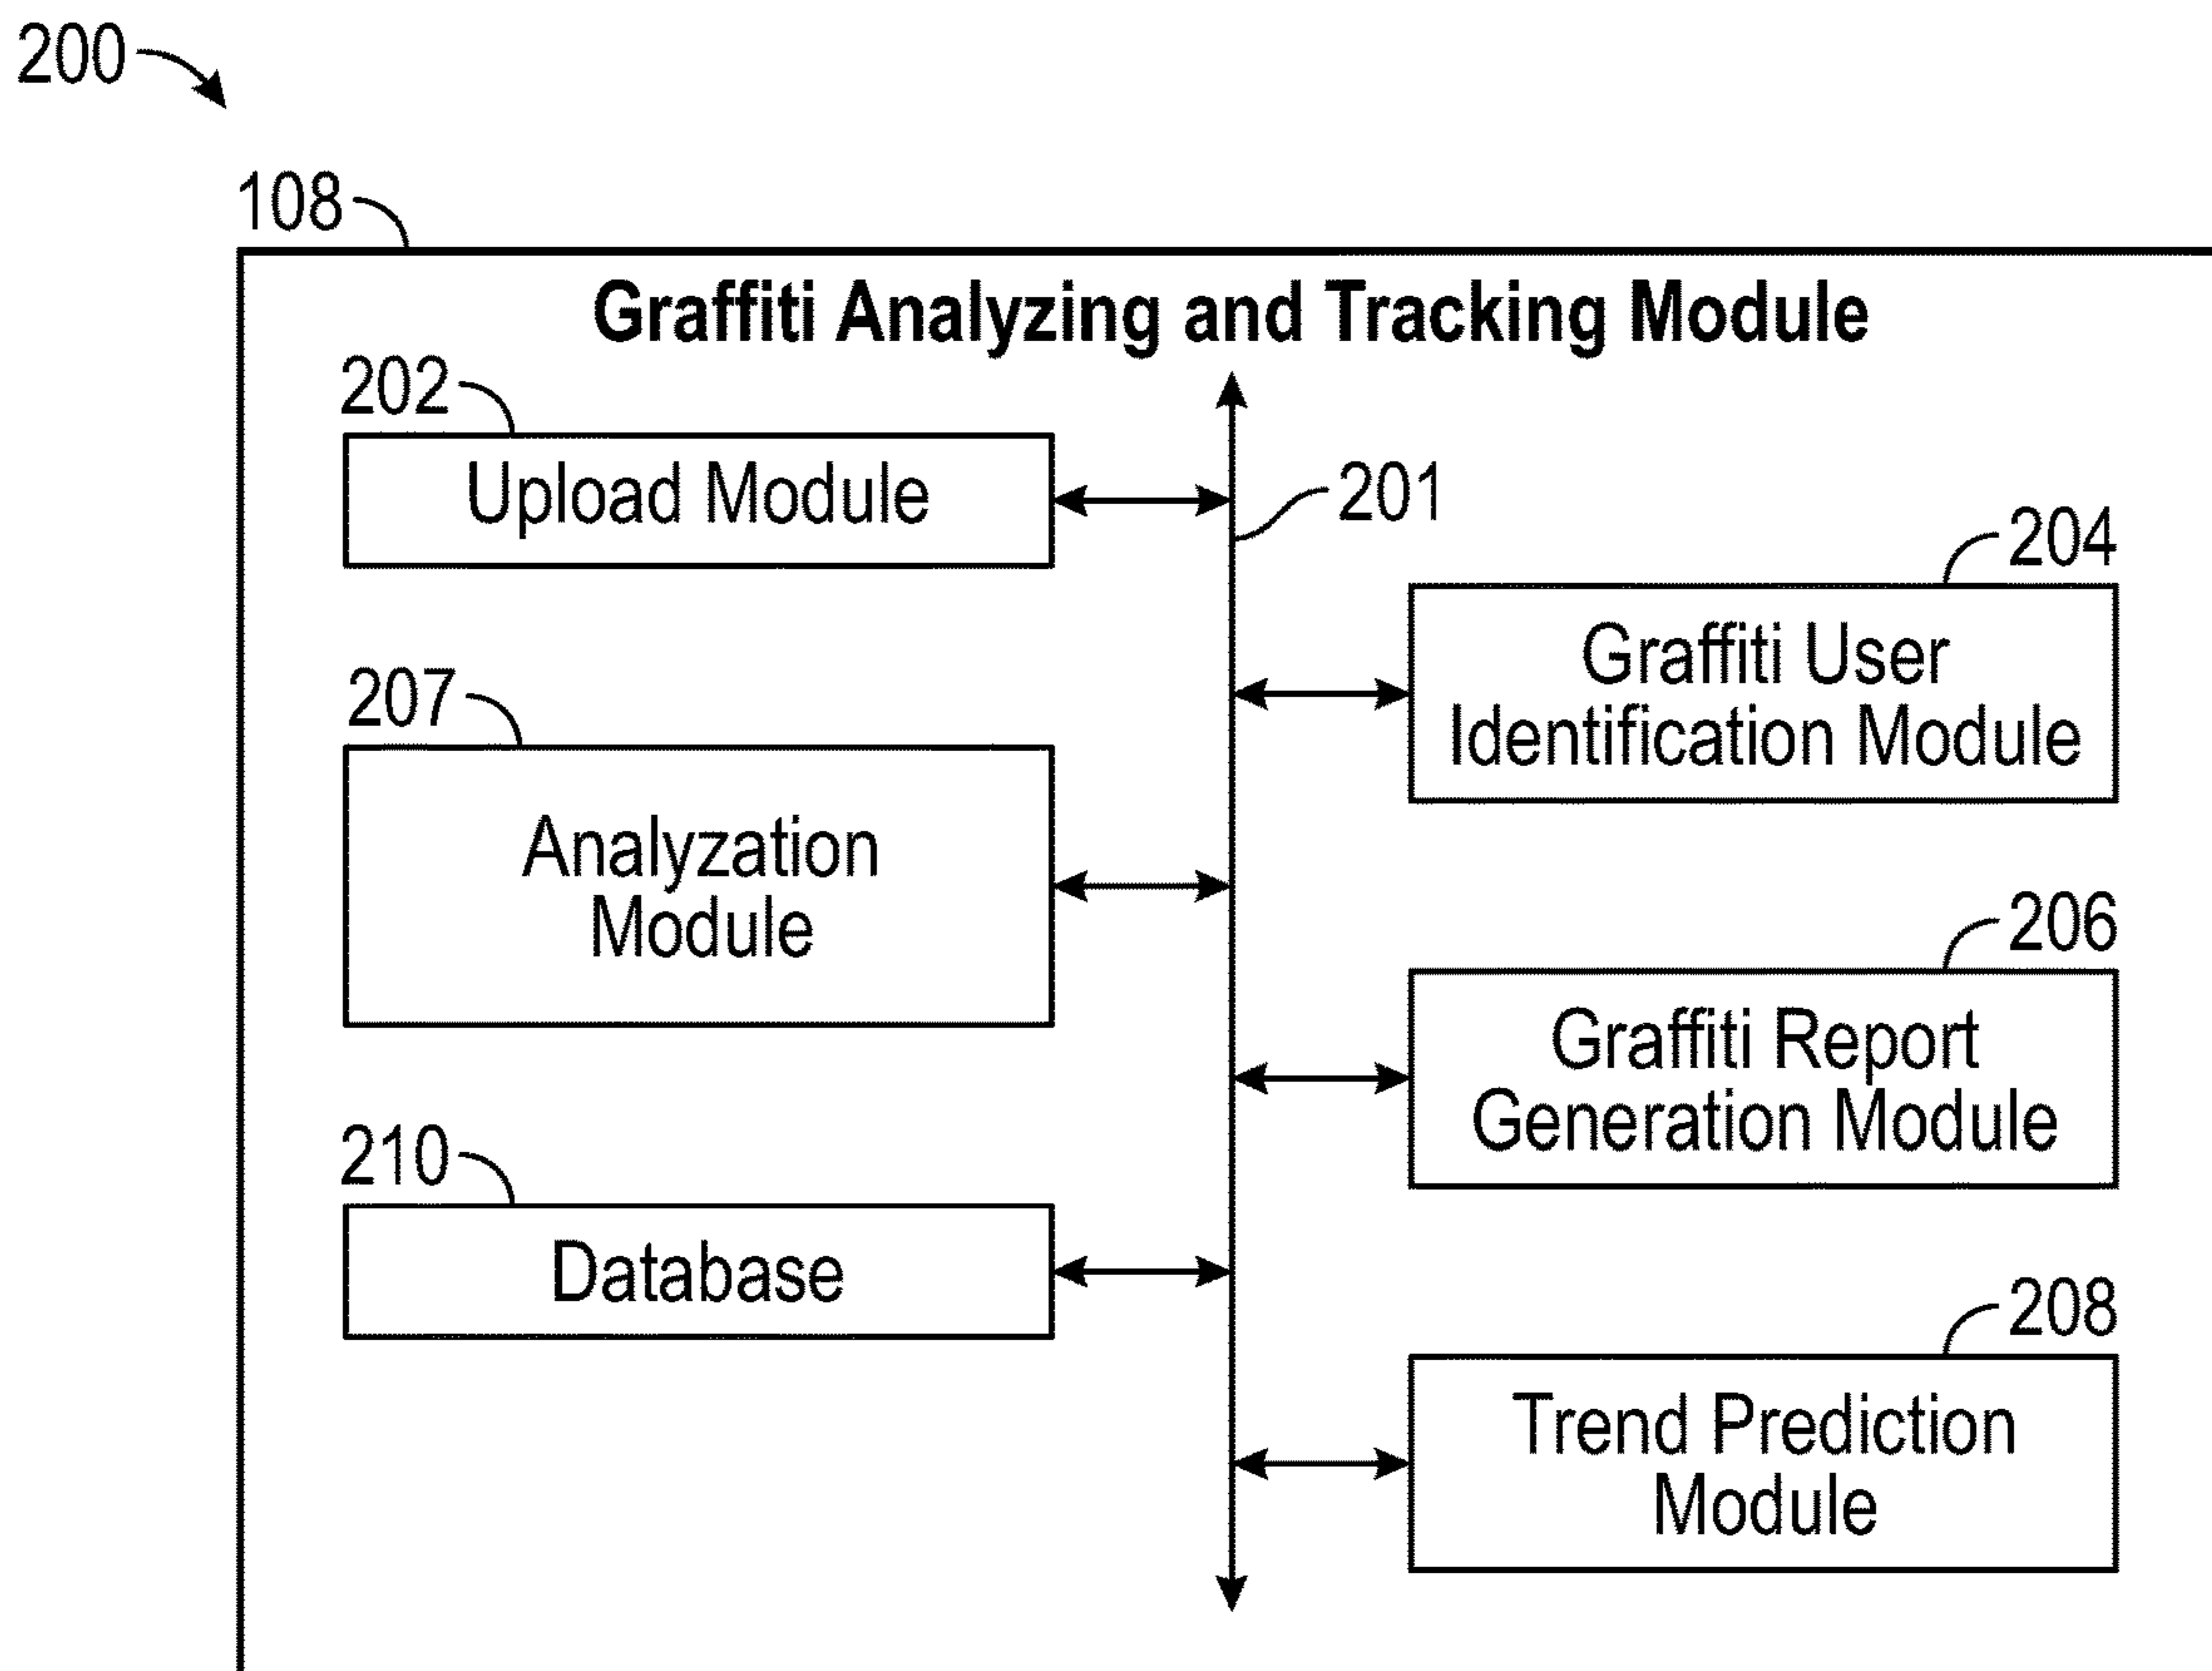 200
108
Graffiti Analyzing and Tracking Module
202
Upload Module
201
204
Graffiti User
Identification Module
207
Analyzation
Module
206
Graffiti Report
Generation Module
210
Database
208
Trend Prediction
Module